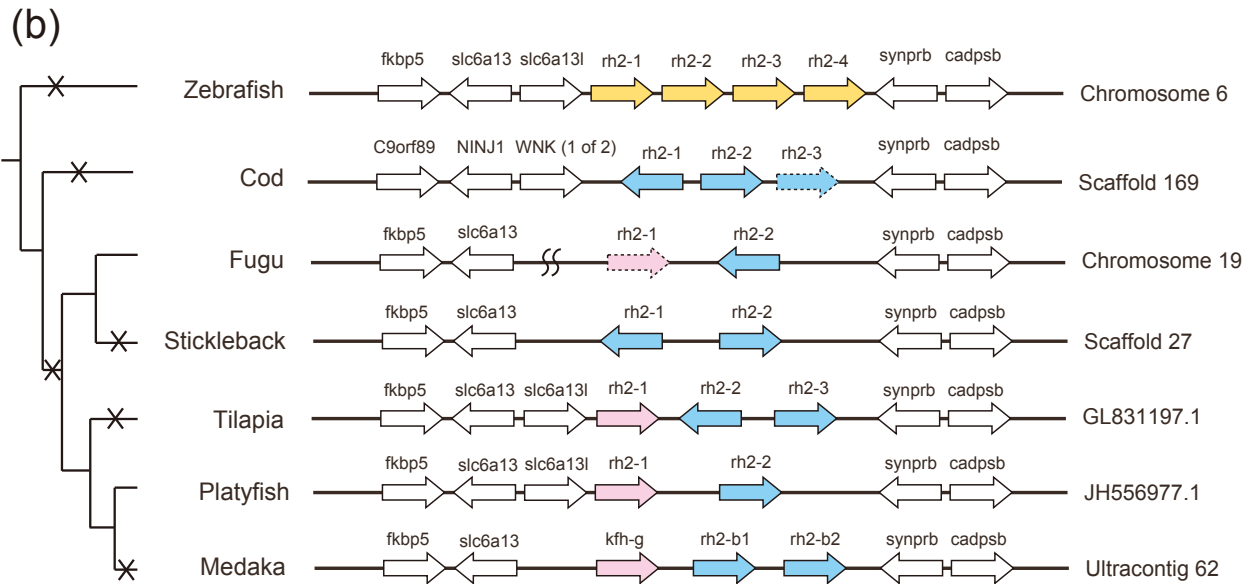 (b)
fkbp5 slc6a13 slc6a13l rh2-1 rh2-2 rh2-3 rh2-4 synprb cadpsb
Zebrafish Chromosome 6
C9orf89 NINJ1 WNK (1 of 2) rh2-1 rh2-2 rh2-3 synprb cadpsb
Cod Scaffold 169
fkbp5 slc6a13 rh2-1 rh2-2 synprb cadpsb
Fugu Chromosome 19
fkbp5 slc6a13 rh2-1 rh2-2 synprb cadpsb
Stickleback Scaffold 27
fkbp5 slc6a13 slc6a13l rh2-1 rh2-2 rh2-3 synprb cadpsb
Tilapia GL831197.1
fkbp5 slc6a13 slc6a13l rh2-1 rh2-2 synprb cadpsb
Platyfish JH556977.1
fkbp5 slc6a13 kfh-g rh2-b1 rh2-b2 synprb cadpsb
Medaka Ultracontig 62